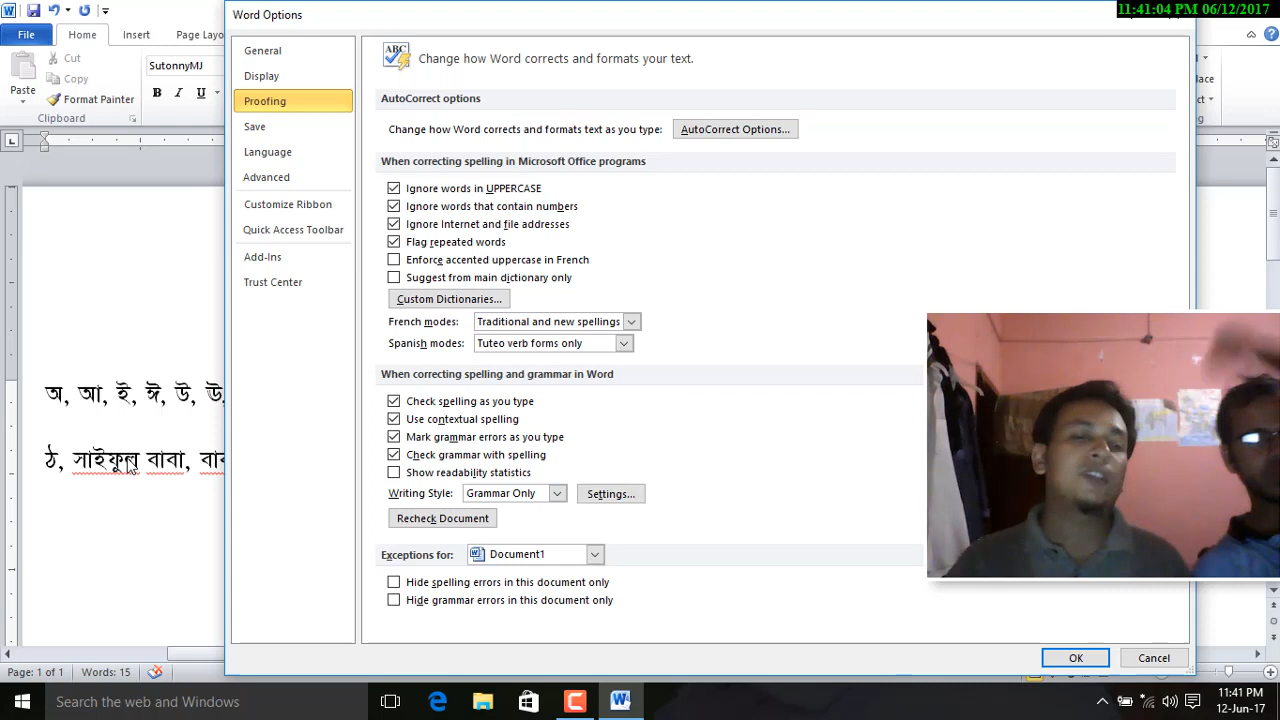 11:41:04 PM 06/12/2017
Word Options
File
Home
Insert
Page Layo
Cut
Copy
Paste
Format Painter
Clipboard
SutonnyMJ
B I U
General
Display
Proofing
Save
Language
Advanced
Customize Ribbon
Quick Access Toolbar
Add-Ins
Trust Center
ABC
Change how Word corrects and formats your text.
AutoCorrect options
Change how Word corrects and formats text as you type: AutoCorrect Options...
When correcting spelling in Microsoft Office programs
Ignore words in UPPERCASE
Ignore words that contain numbers
Ignore Internet and file addresses
Flag repeated words
Enforce accented uppercase in French
Suggest from main dictionary only
Custom Dictionaries...
French modes: Traditional and new spellings
Spanish modes: Tuteo verb forms only
When correcting spelling and grammar in Word
Check spelling as you type
Use contextual spelling
Mark grammar errors as you type
Check grammar with spelling
Show readability statistics
Writing Style: Grammar Only Settings...
Recheck Document
Exceptions for: Document1
Hide spelling errors in this document only
Hide grammar errors in this document only
OK Cancel
অ, আ, ই, ঈ, উ, ঊ,
ঠ, সাইফুল বাবা, বাব
Page: 1 of 1 Words: 15
Search the web and Windows
11:41 PM
12-Jun-17